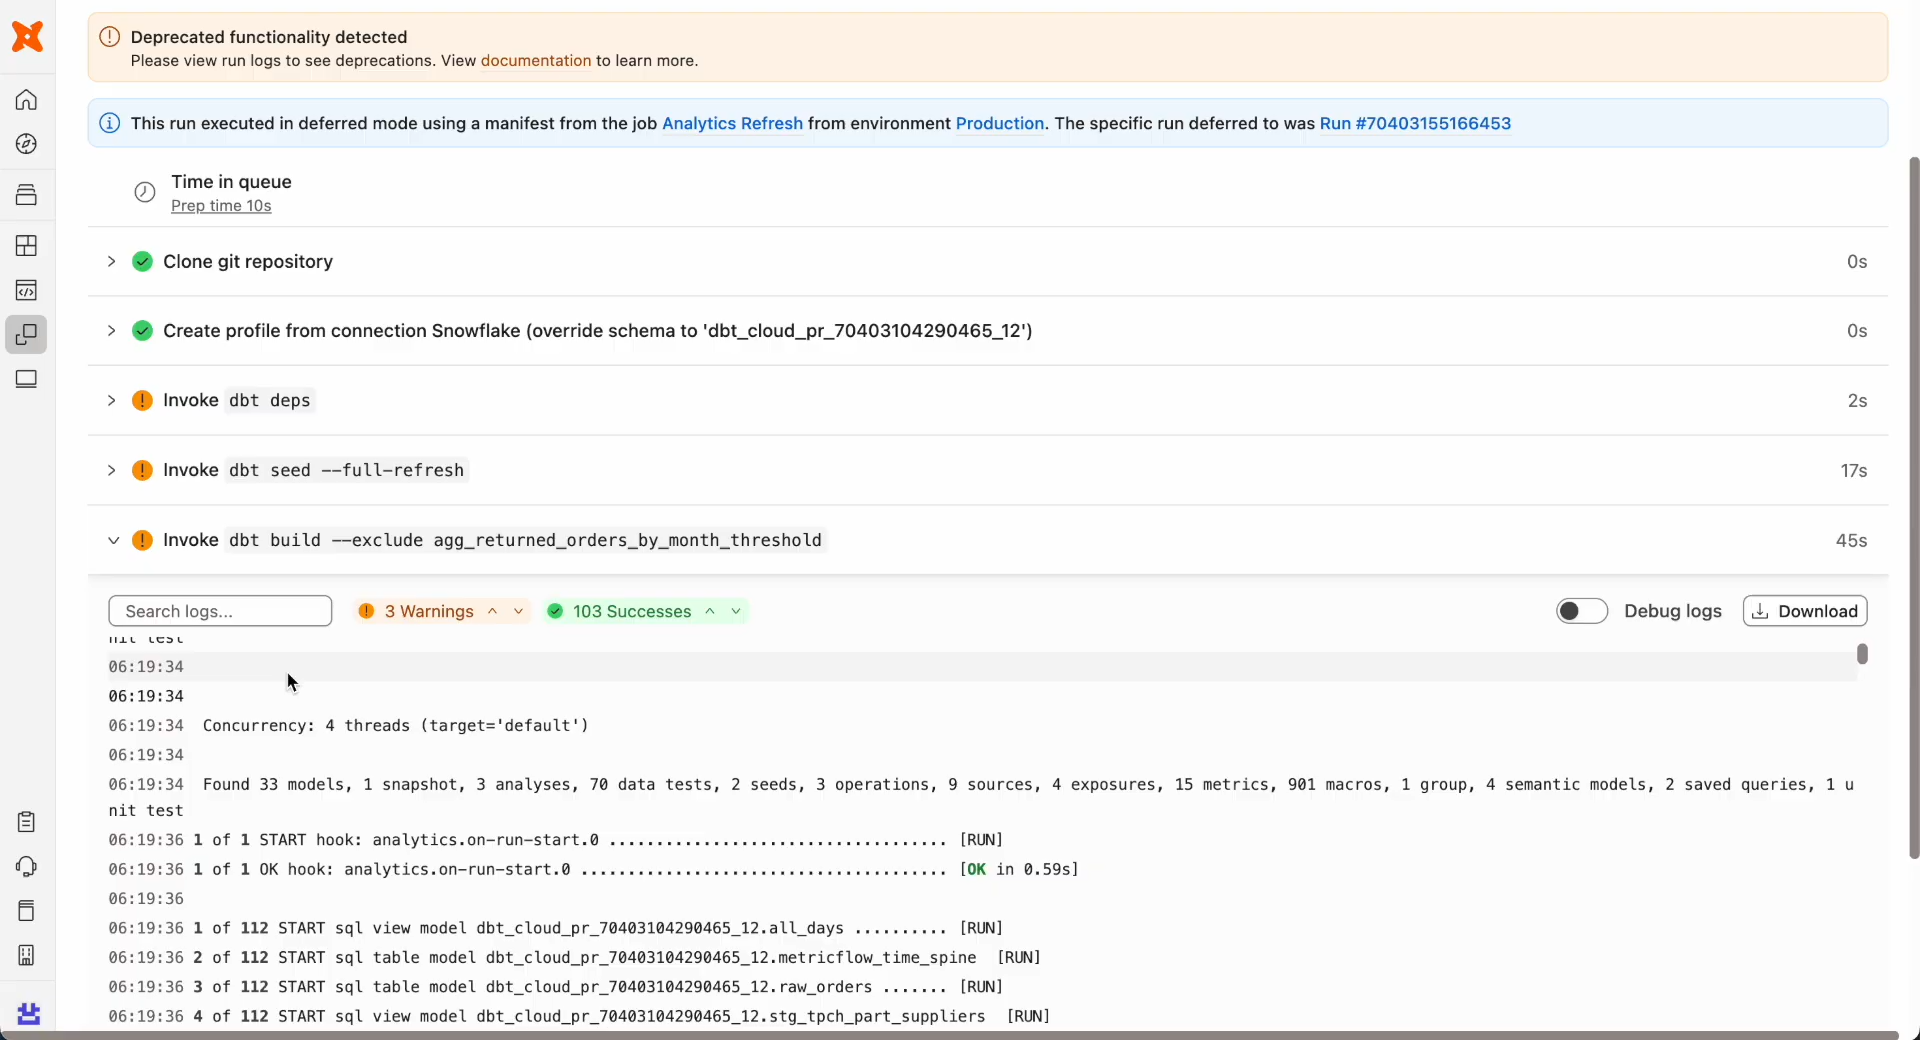 Deprecated functionality detected
Please view run logs to see deprecations. View documentation to learn more.
This run executed in deferred mode using a manifest from the job Analytics Refresh from environment Production. The specific run deferred to was Run #70403155166453
Time in queue
Prep time 10s
Clone git repository 0s
Create profile from connection Snowflake (override schema to 'dbt_cloud_pr_70403104290465_12') 0s
Invoke dbt deps 2s
Invoke dbt seed --full-refresh 17s
Invoke dbt build --exclude agg_returned_orders_by_month_threshold 45s
Search logs... 3 Warnings 103 Successes Debug logs Download
nit test
06:19:34
06:19:34
06:19:34 Concurrency: 4 threads (target='default')
06:19:34
06:19:34 Found 33 models, 1 snapshot, 3 analyses, 70 data tests, 2 seeds, 3 operations, 9 sources, 4 exposures, 15 metrics, 901 macros, 1 group, 4 semantic models, 2 saved queries, 1 u
nit test
06:19:36 1 of 1 START hook: analytics.on-run-start.0 .................................... [RUN]
06:19:36 1 of 1 OK hook: analytics.on-run-start.0 ....................................... [OK in 0.59s]
06:19:36
06:19:36 1 of 112 START sql view model dbt_cloud_pr_70403104290465_12.all_days .......... [RUN]
06:19:36 2 of 112 START sql table model dbt_cloud_pr_70403104290465_12.metricflow_time_spine [RUN]
06:19:36 3 of 112 START sql table model dbt_cloud_pr_70403104290465_12.raw_orders ....... [RUN]
06:19:36 4 of 112 START sql view model dbt_cloud_pr_70403104290465_12.stg_tpch_part_suppliers [RUN]